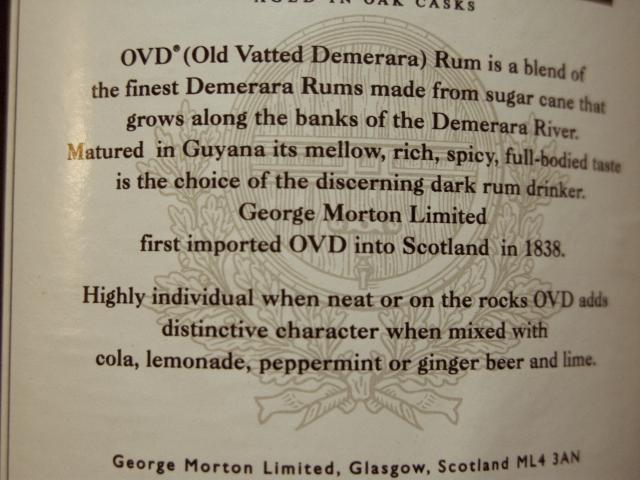 AGED IN OAK CASKS
OVD® (Old Vatted Demerara) Rum is a blend of
the finest Demerara Rums made from sugar cane that
grows along the banks of the Demerara River.
Matured in Guyana its mellow, rich, spicy, full-bodied taste
is the choice of the discerning dark rum drinker.
George Morton Limited
first imported OVD into Scotland in 1838.
Highly individual when neat or on the rocks OVD adds
distinctive character when mixed with
cola, lemonade, peppermint or ginger beer and lime.
George Morton Limited, Glasgow, Scotland ML4 3AN